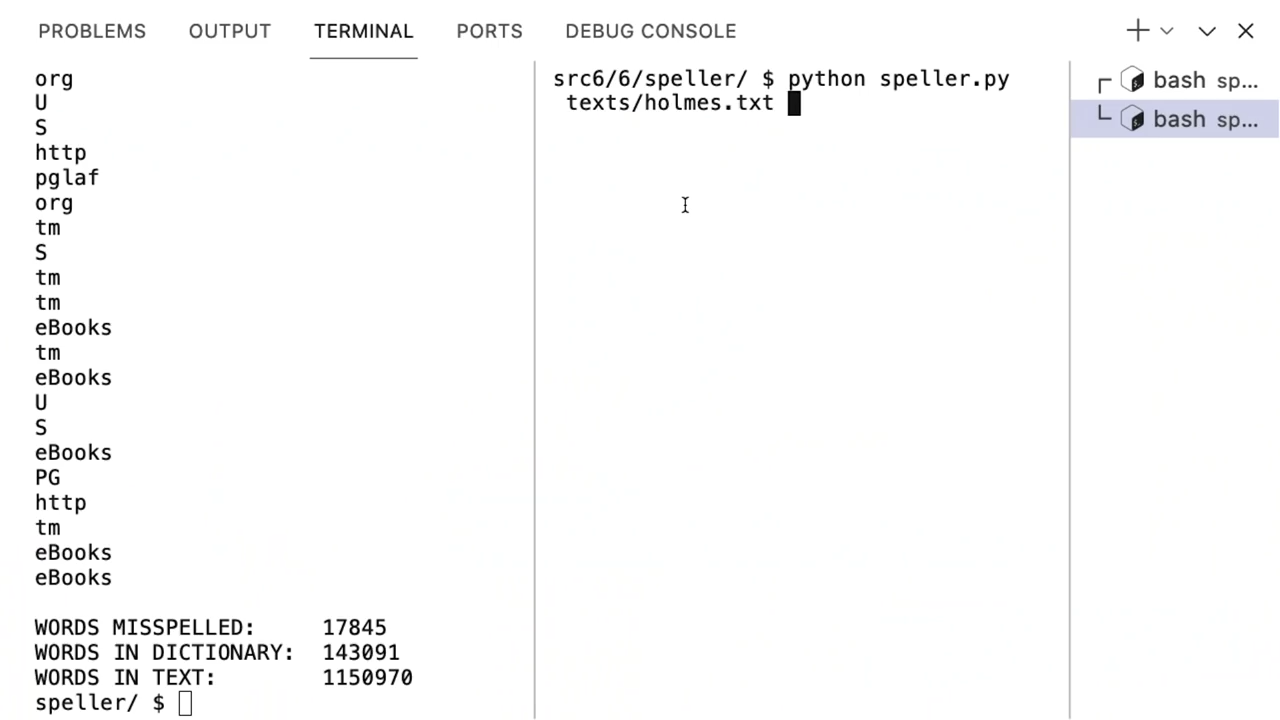 PROBLEMS OUTPUT TERMINAL PORTS DEBUG CONSOLE
org
U
S
http
pglaf
org
tm
S
tm
tm
eBooks
tm
eBooks
U
S
eBooks
PG
http
tm
eBooks
eBooks
WORDS MISSPELLED: 17845
WORDS IN DICTIONARY: 143091
WORDS IN TEXT: 1150970
speller/ $
src6/6/speller/ $ python speller.py
texts/holmes.txt
bash sp...
bash sp...